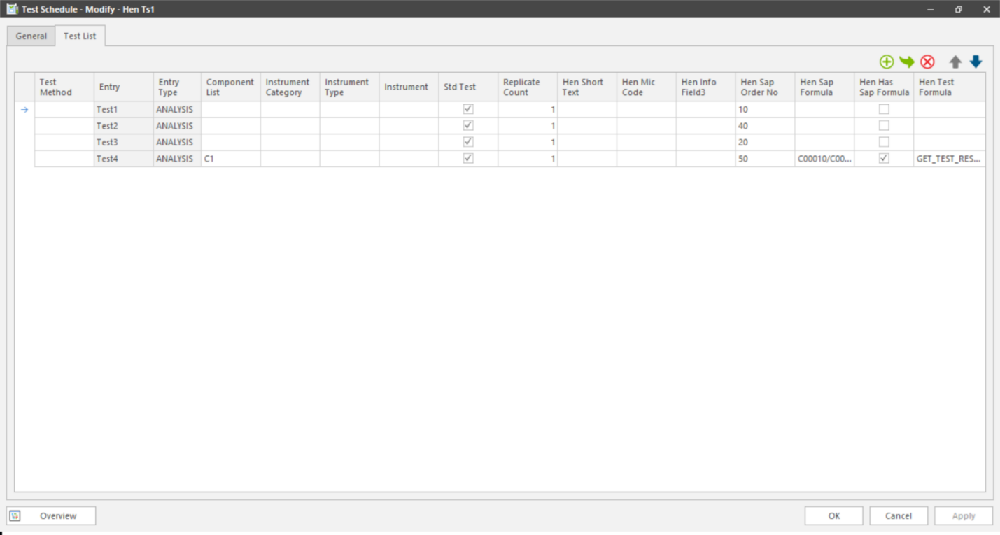 Test Schedule - Modify - Hen Ts1
General Test List
Test Method Entry Entry Type Component List Instrument Category Instrument Type Instrument Std Test Replicate Count Hen Short Text Hen Mic Code Hen Info Field3 Hen Sap Order No Hen Sap Formula Hen Has Sap Formula Hen Test Formula
Test1 ANALYSIS 1 10
Test2 ANALYSIS 1 40
Test3 ANALYSIS 1 20
Test4 ANALYSIS C1 1 50 C00010/C00... GET_TEST_RES...
Overview OK Cancel Apply